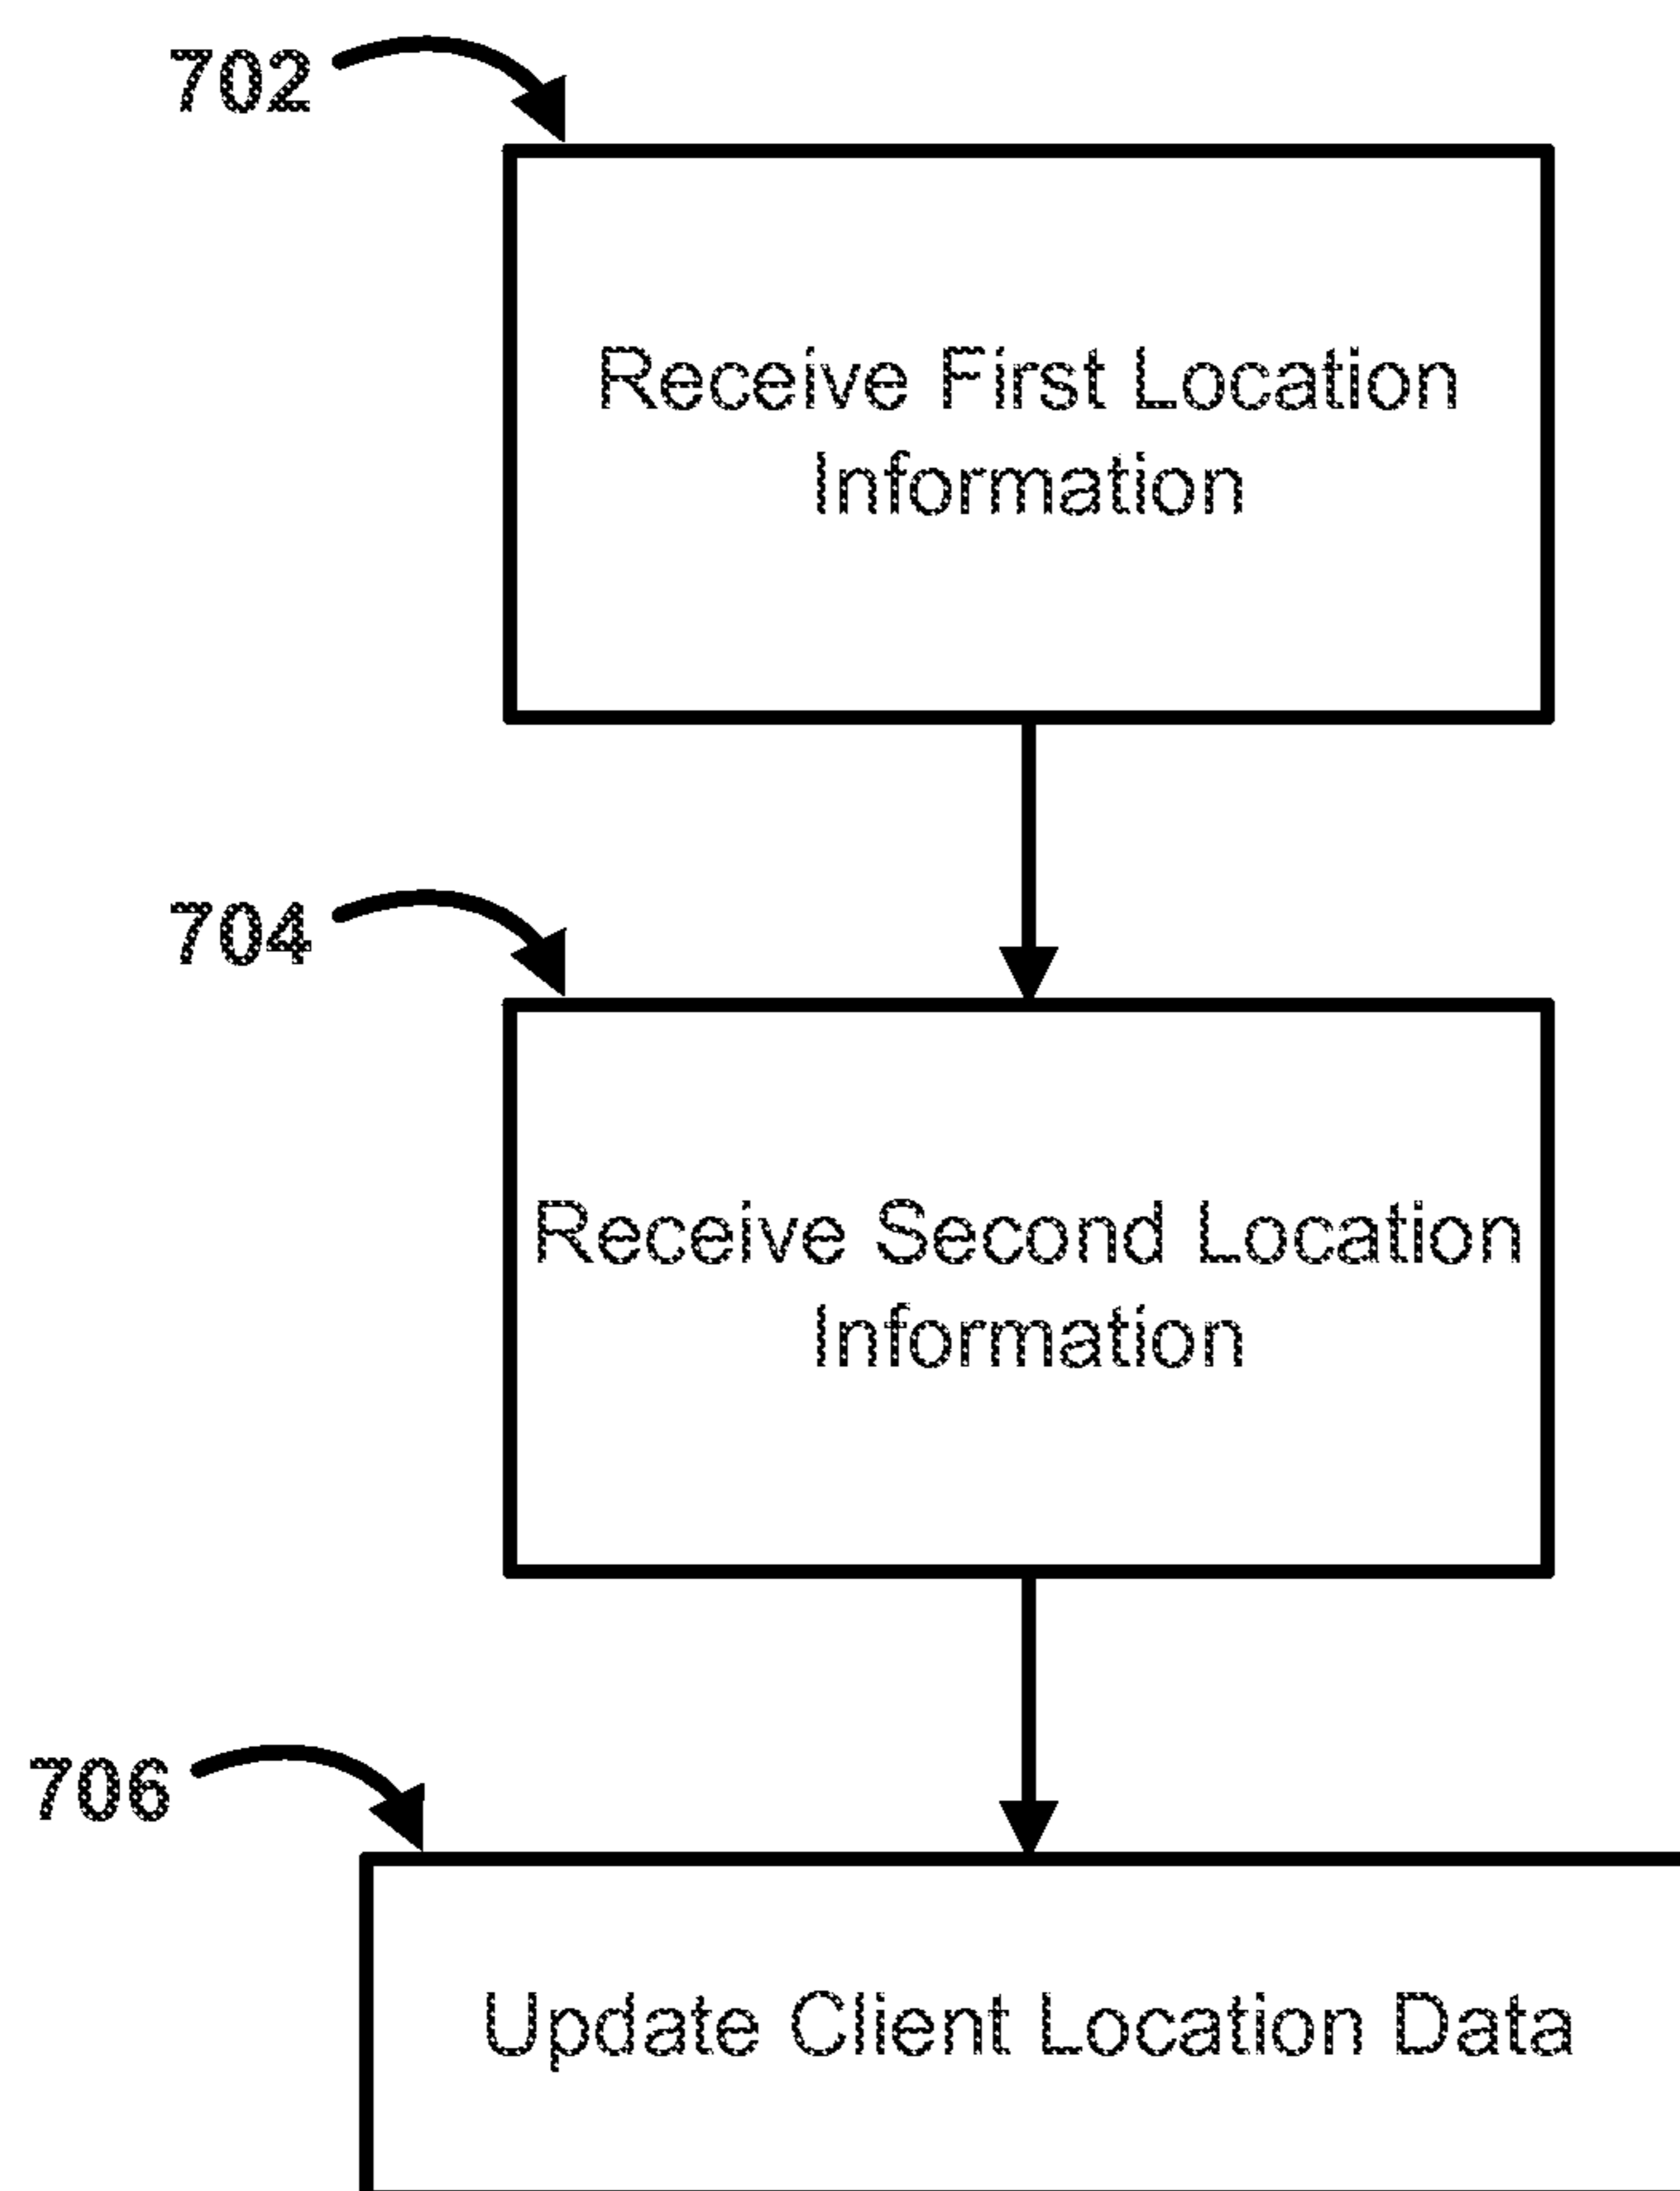 702
Receive First Location
Information
704
Receive Second Location
Information
706
Update Client Location Data